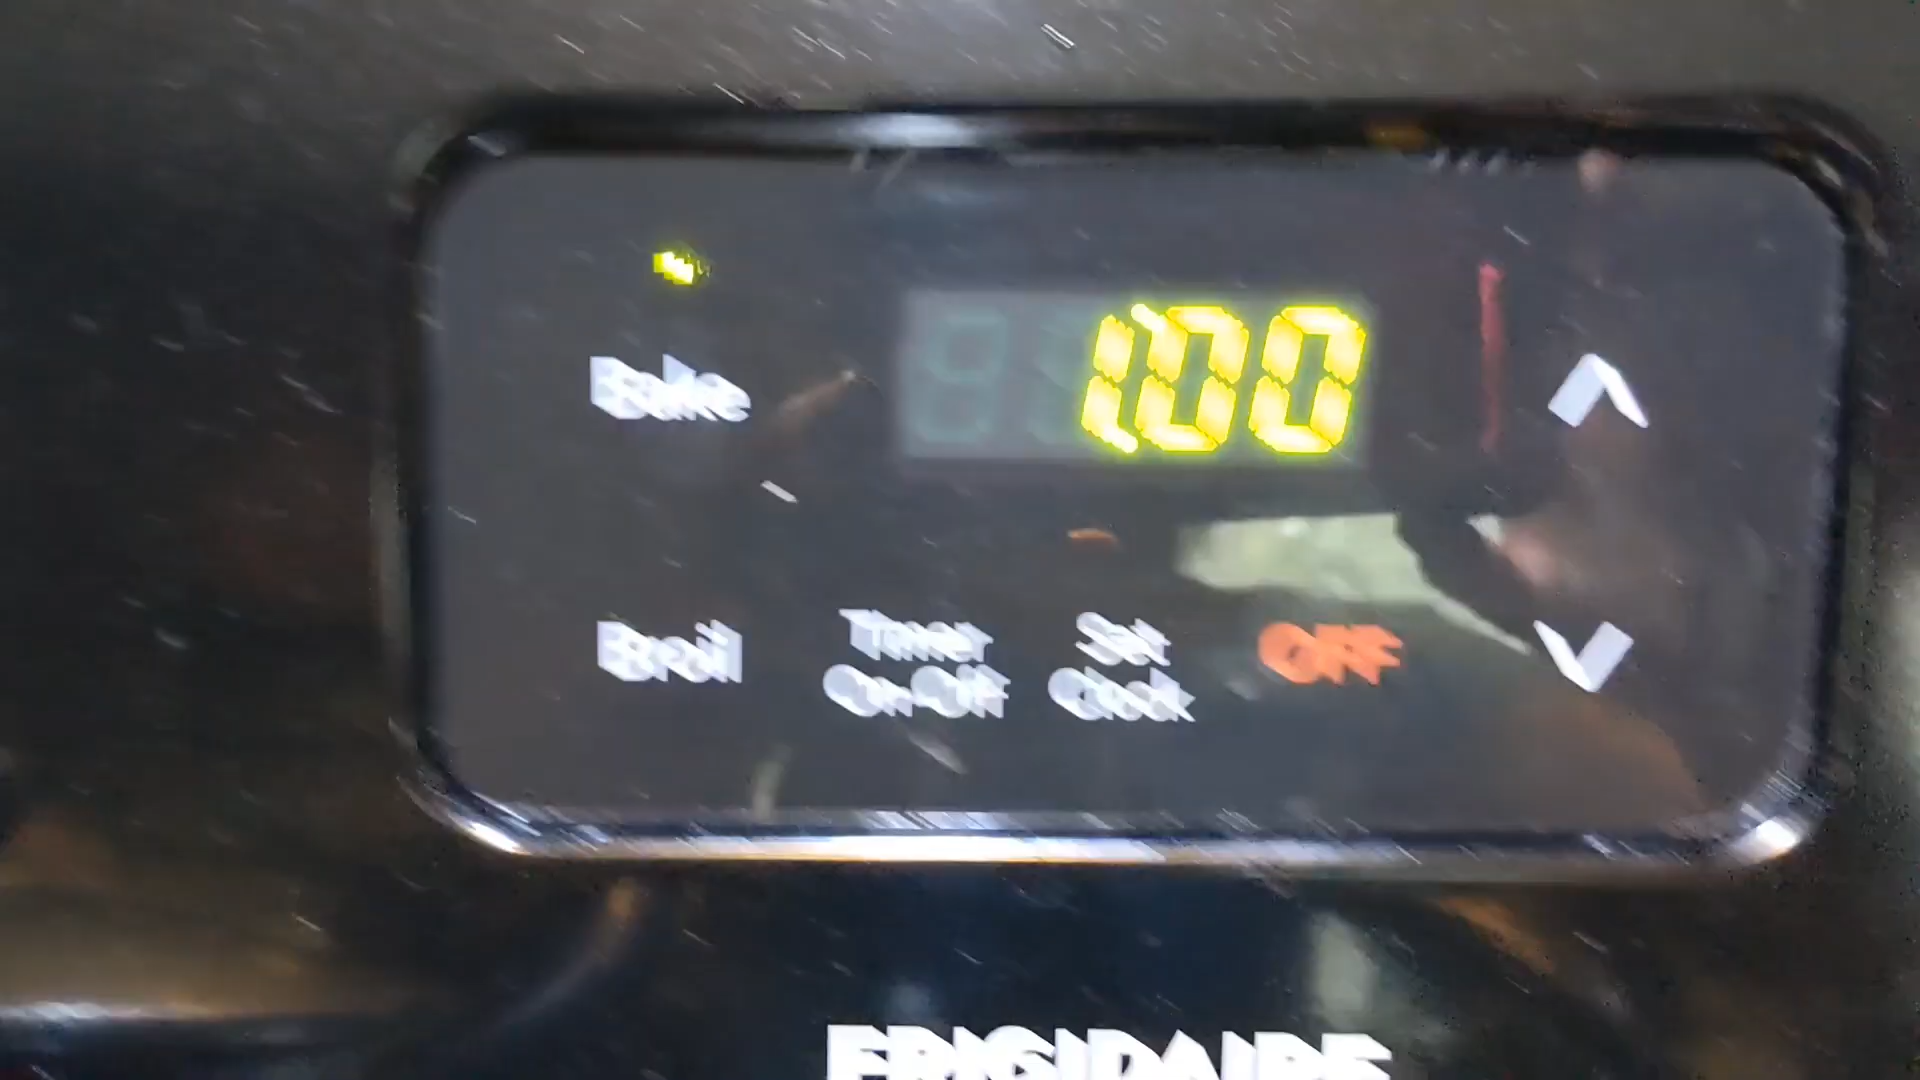 Bake
100
Broil
Timer
On-Off
Set
Clock
OFF
FRIGIDAIRE